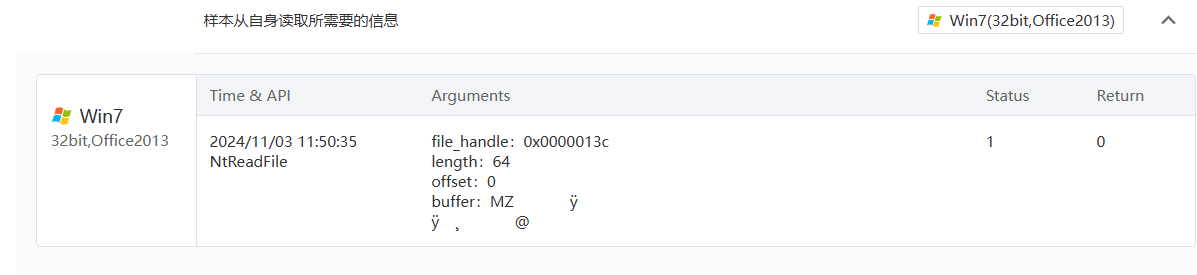 样本从自身读取所需要的信息
Win7(32bit,Office2013)
Win7
32bit,Office2013
Time & API
Arguments
Status
Return
2024/11/03 11:50:35
NtReadFile
file_handle：0x0000013c
length：64
offset：0
buffer：MZ ÿ
ÿ ¸ @
1
0